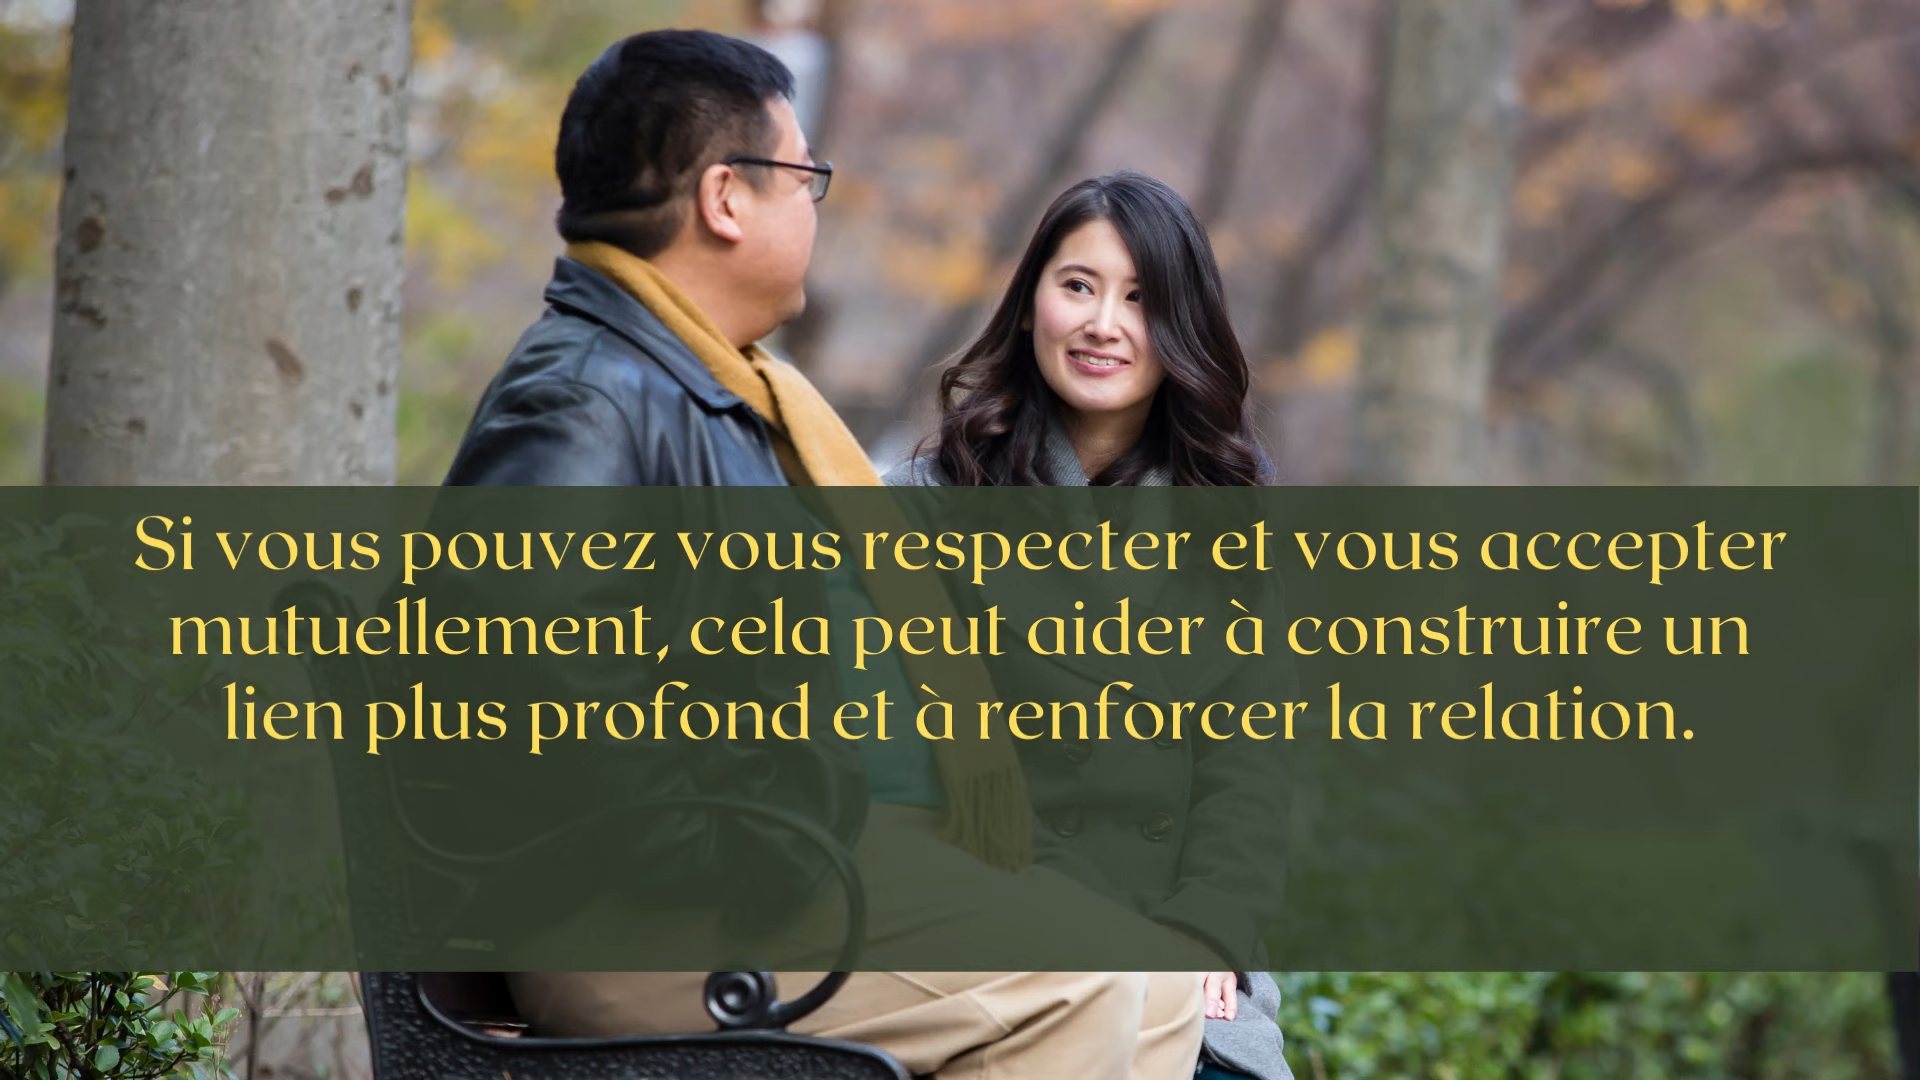 Si vous pouvez vous respecter et vous accepter
mutuellement, cela peut aider à construire un
lien plus profond et à renforcer la relation.